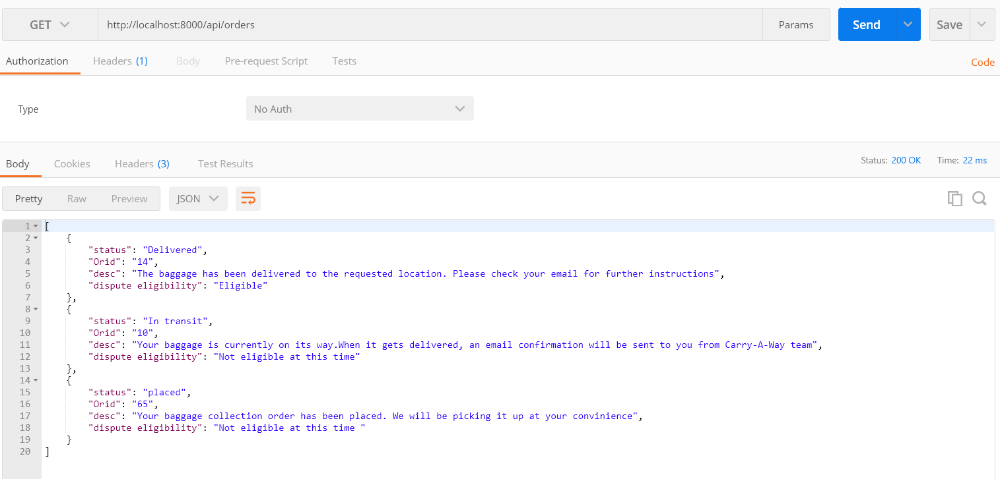 GET http://localhost:8000/api/orders Params Send Save
Authorization Headers (1) Body Pre-request Script Tests Code
Type No Auth
Body Cookies Headers (3) Test Results Status: 200 OK Time: 22 ms
Pretty Raw Preview JSON
1 [
2 {
3 "status": "Delivered",
4 "Orid": "14",
5 "desc": "The baggage has been delivered to the requested location. Please check your email for further instructions",
6 "dispute eligibility": "Eligible"
7 },
8 {
9 "status": "In transit",
10 "Orid": "10",
11 "desc": "Your baggage is currently on its way.When it gets delivered, an email confirmation will be sent to you from Carry-A-Way team",
12 "dispute eligibility": "Not eligible at this time"
13 },
14 {
15 "status": "placed",
16 "Orid": "65",
17 "desc": "Your baggage collection order has been placed. We will be picking it up at your convinience",
18 "dispute eligibility": "Not eligible at this time "
19 }
20 ]